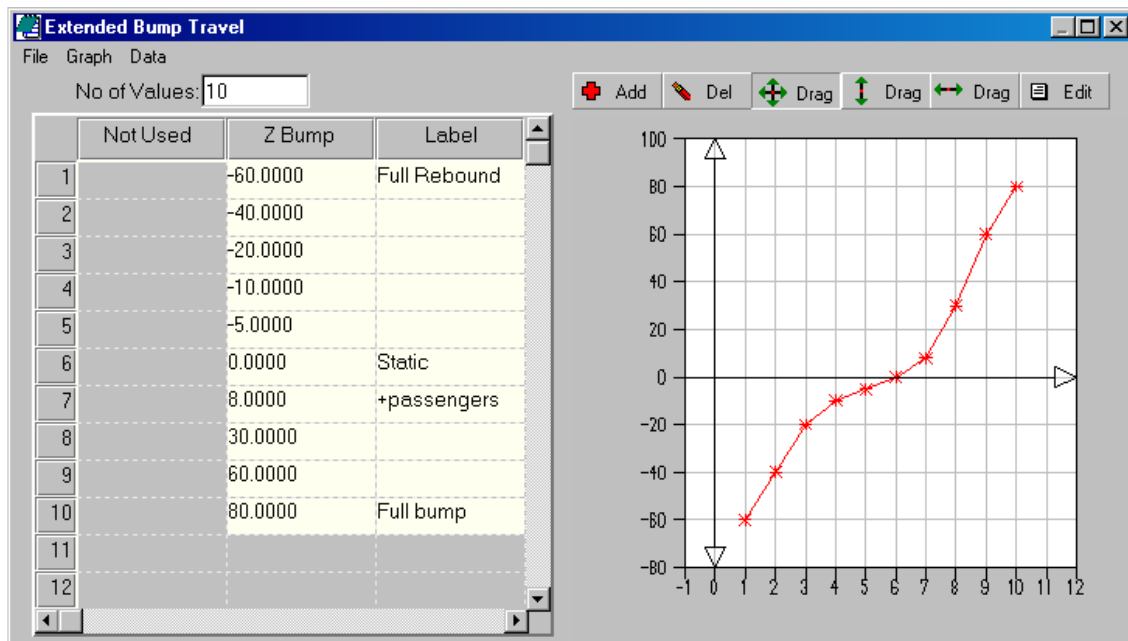 Extended Bump Travel
File Graph Data
No of Values: 10
Add Del Drag Drag Drag Edit
Not Used Z Bump Label
1 -60.0000 Full Rebound
2 -40.0000
3 -20.0000
4 -10.0000
5 -5.0000
6 0.0000 Static
7 8.0000 +passengers
8 30.0000
9 60.0000
10 80.0000 Full bump
11
12
100
80
60
40
20
0
-20
-40
-60
-80
-1 0 1 2 3 4 5 6 7 8 9 10 11 12